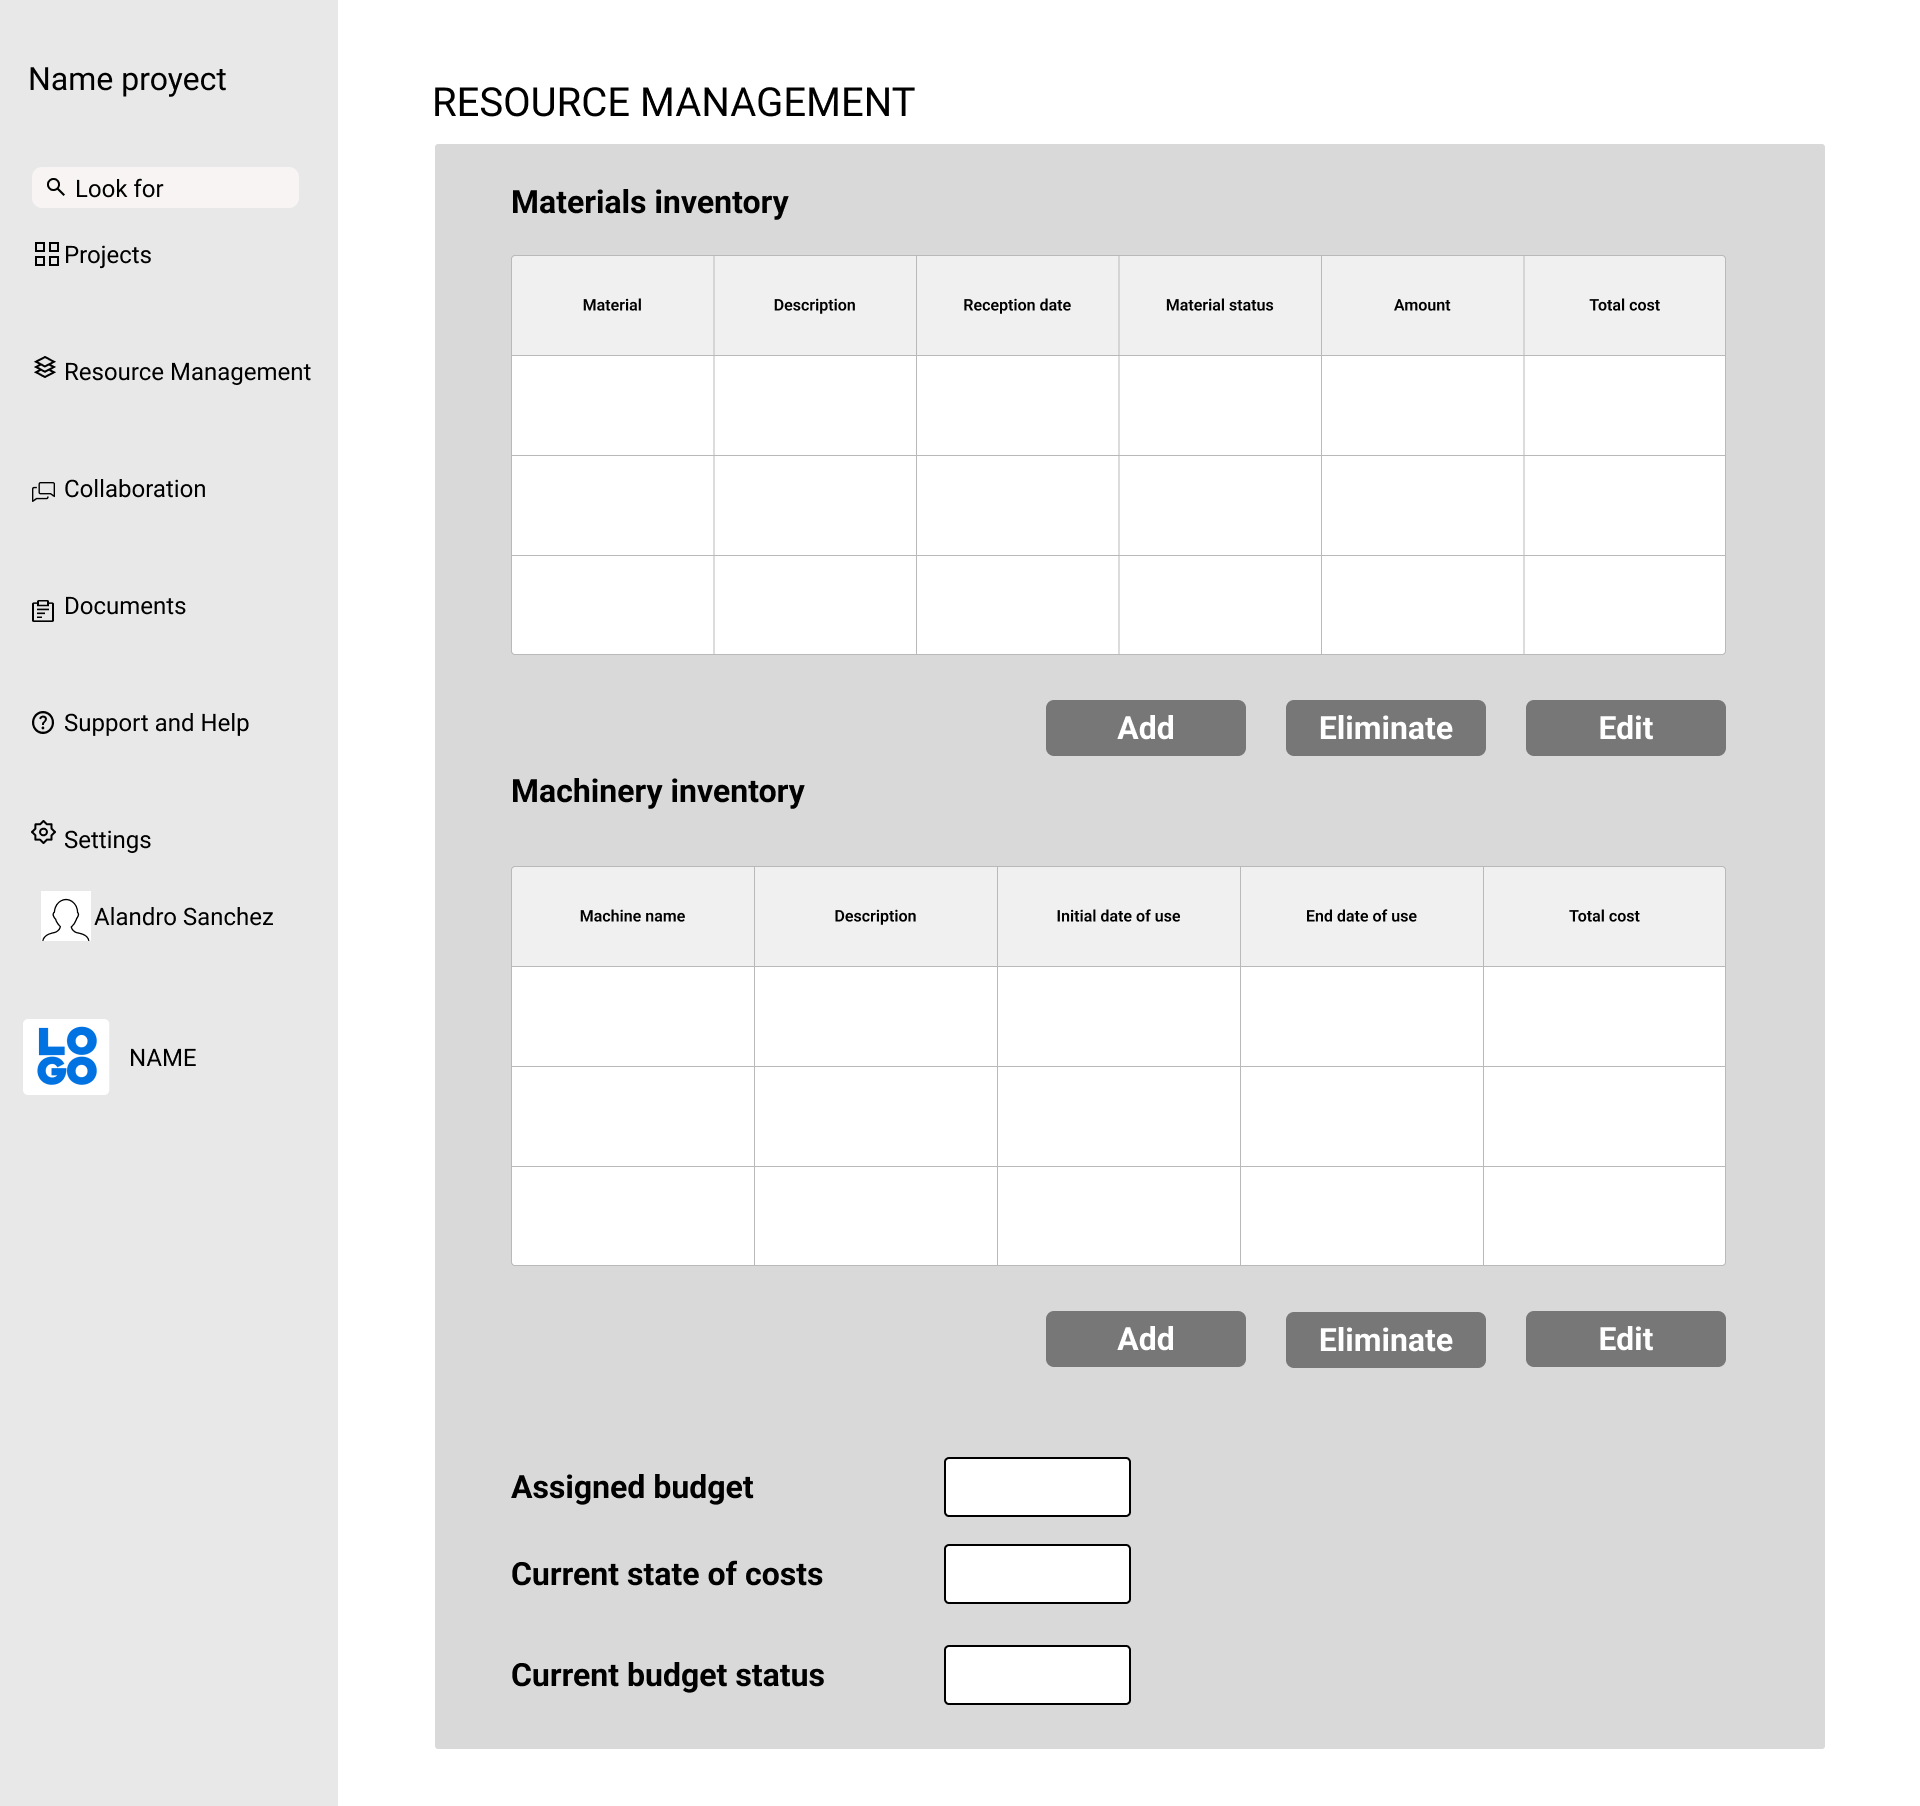 Name proyect
Look for
Projects
Resource Management
Collaboration
Documents
Support and Help
Settings
Alandro Sanchez
LO
GO
NAME
RESOURCE MANAGEMENT
Materials inventory
Material Description Reception date Material status Amount Total cost
Add Eliminate Edit
Machinery inventory
Machine name Description Initial date of use End date of use Total cost
Add Eliminate Edit
Assigned budget
Current state of costs
Current budget status